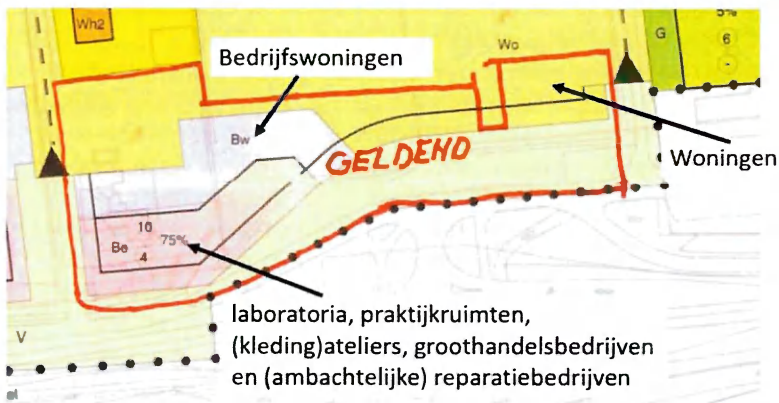 Wh2
5%
G
6
-
Wo
Bedrijfswoningen
Bw
GELDEND
Woningen
10
Be 75%
4
laboratoria, praktijkruimten,
(kleding)ateliers, groothandelsbedrijven
en (ambachtelijke) reparatiebedrijven
V